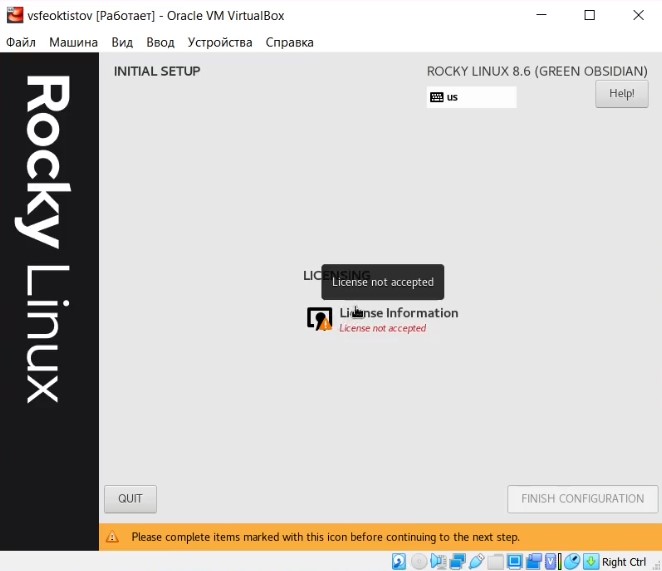 vsfeoktistov [Работает] - Oracle VM VirtualBox
Файл Машина Вид Ввод Устройства Справка
Rocky Linux
INITIAL SETUP
ROCKY LINUX 8.6 (GREEN OBSIDIAN)
us
Help!
LICENSING
License not accepted
License Information
License not accepted
QUIT
FINISH CONFIGURATION
Please complete items marked with this icon before continuing to the next step.
Right Ctrl